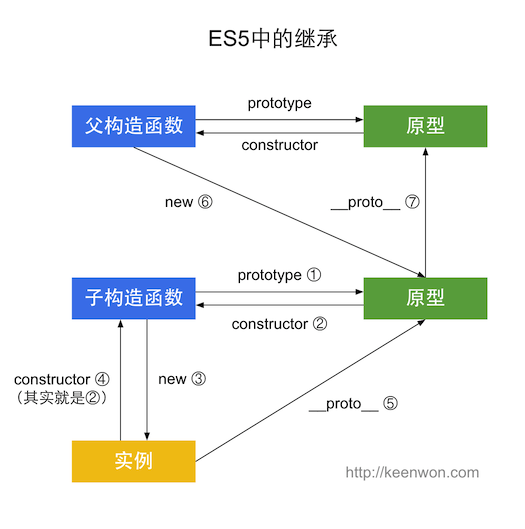 ES5中的继承
prototype
父构造函数
原型
constructor
new ⑥
__proto__ ⑦
prototype ①
子构造函数
原型
constructor ②
constructor ④
（其实就是②）
new ③
__proto__ ⑤
实例
http://keenwon.com